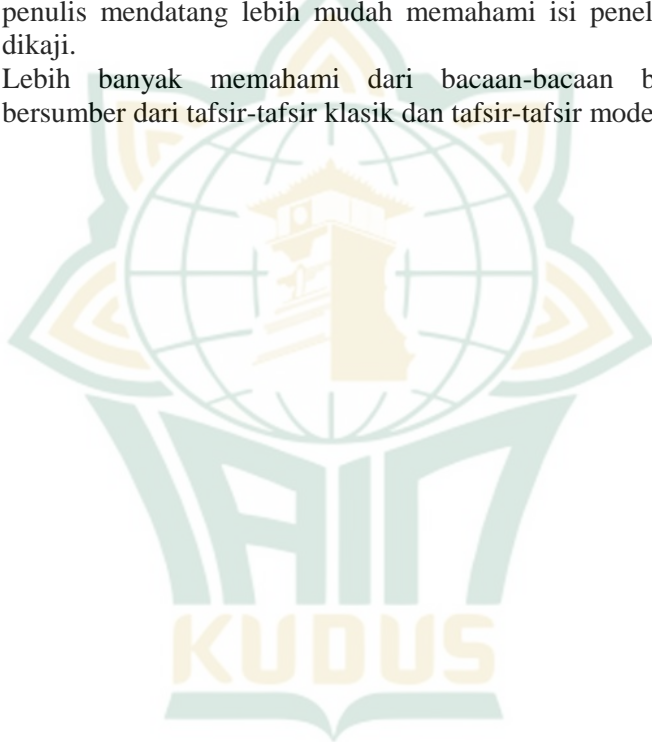 penulis mendatang lebih mudah memahami isi penel
dikaji.
Lebih banyak memahami dari bacaan-bacaan b
bersumber dari tafsir-tafsir klasik dan tafsir-tafsir mode
IAIN
KUDUS